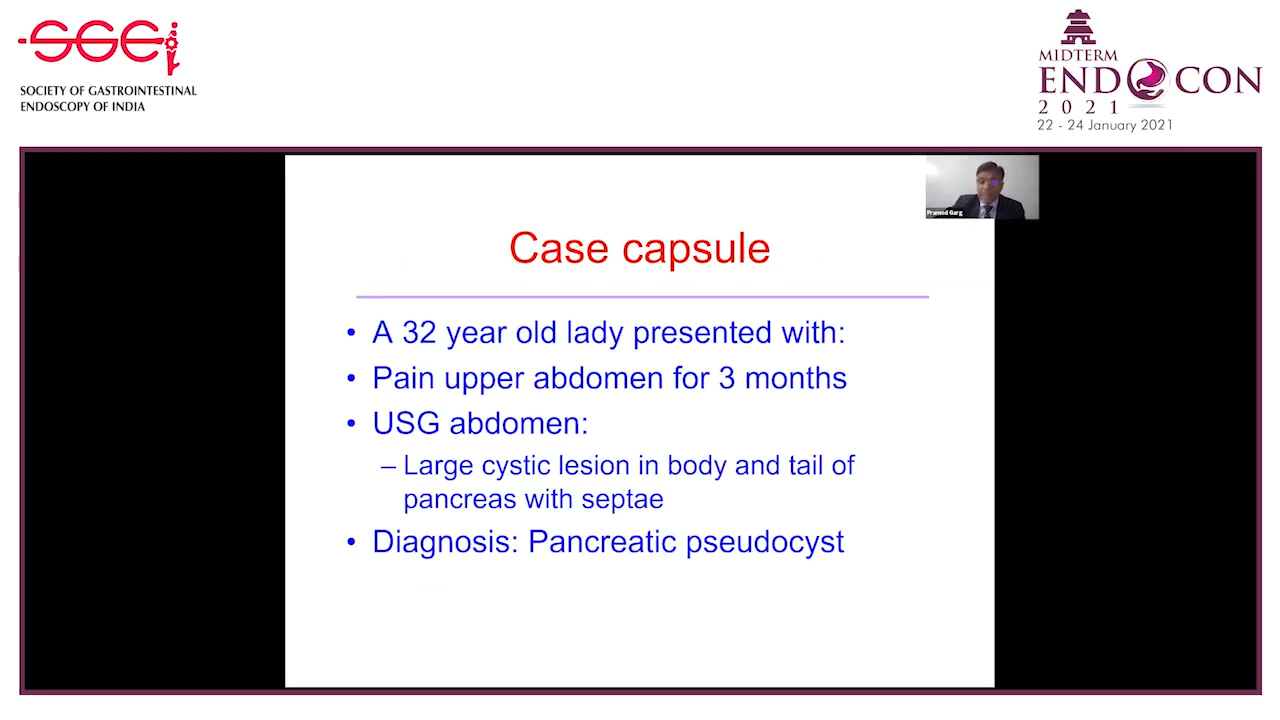 SGEi
SOCIETY OF GASTROINTESTINAL
ENDOSCOPY OF INDIA
MIDTERM
ENDOCON
2021
22 - 24 January 2021
Pramod Garg
Case capsule
• A 32 year old lady presented with:
• Pain upper abdomen for 3 months
• USG abdomen:
– Large cystic lesion in body and tail of
pancreas with septae
• Diagnosis: Pancreatic pseudocyst